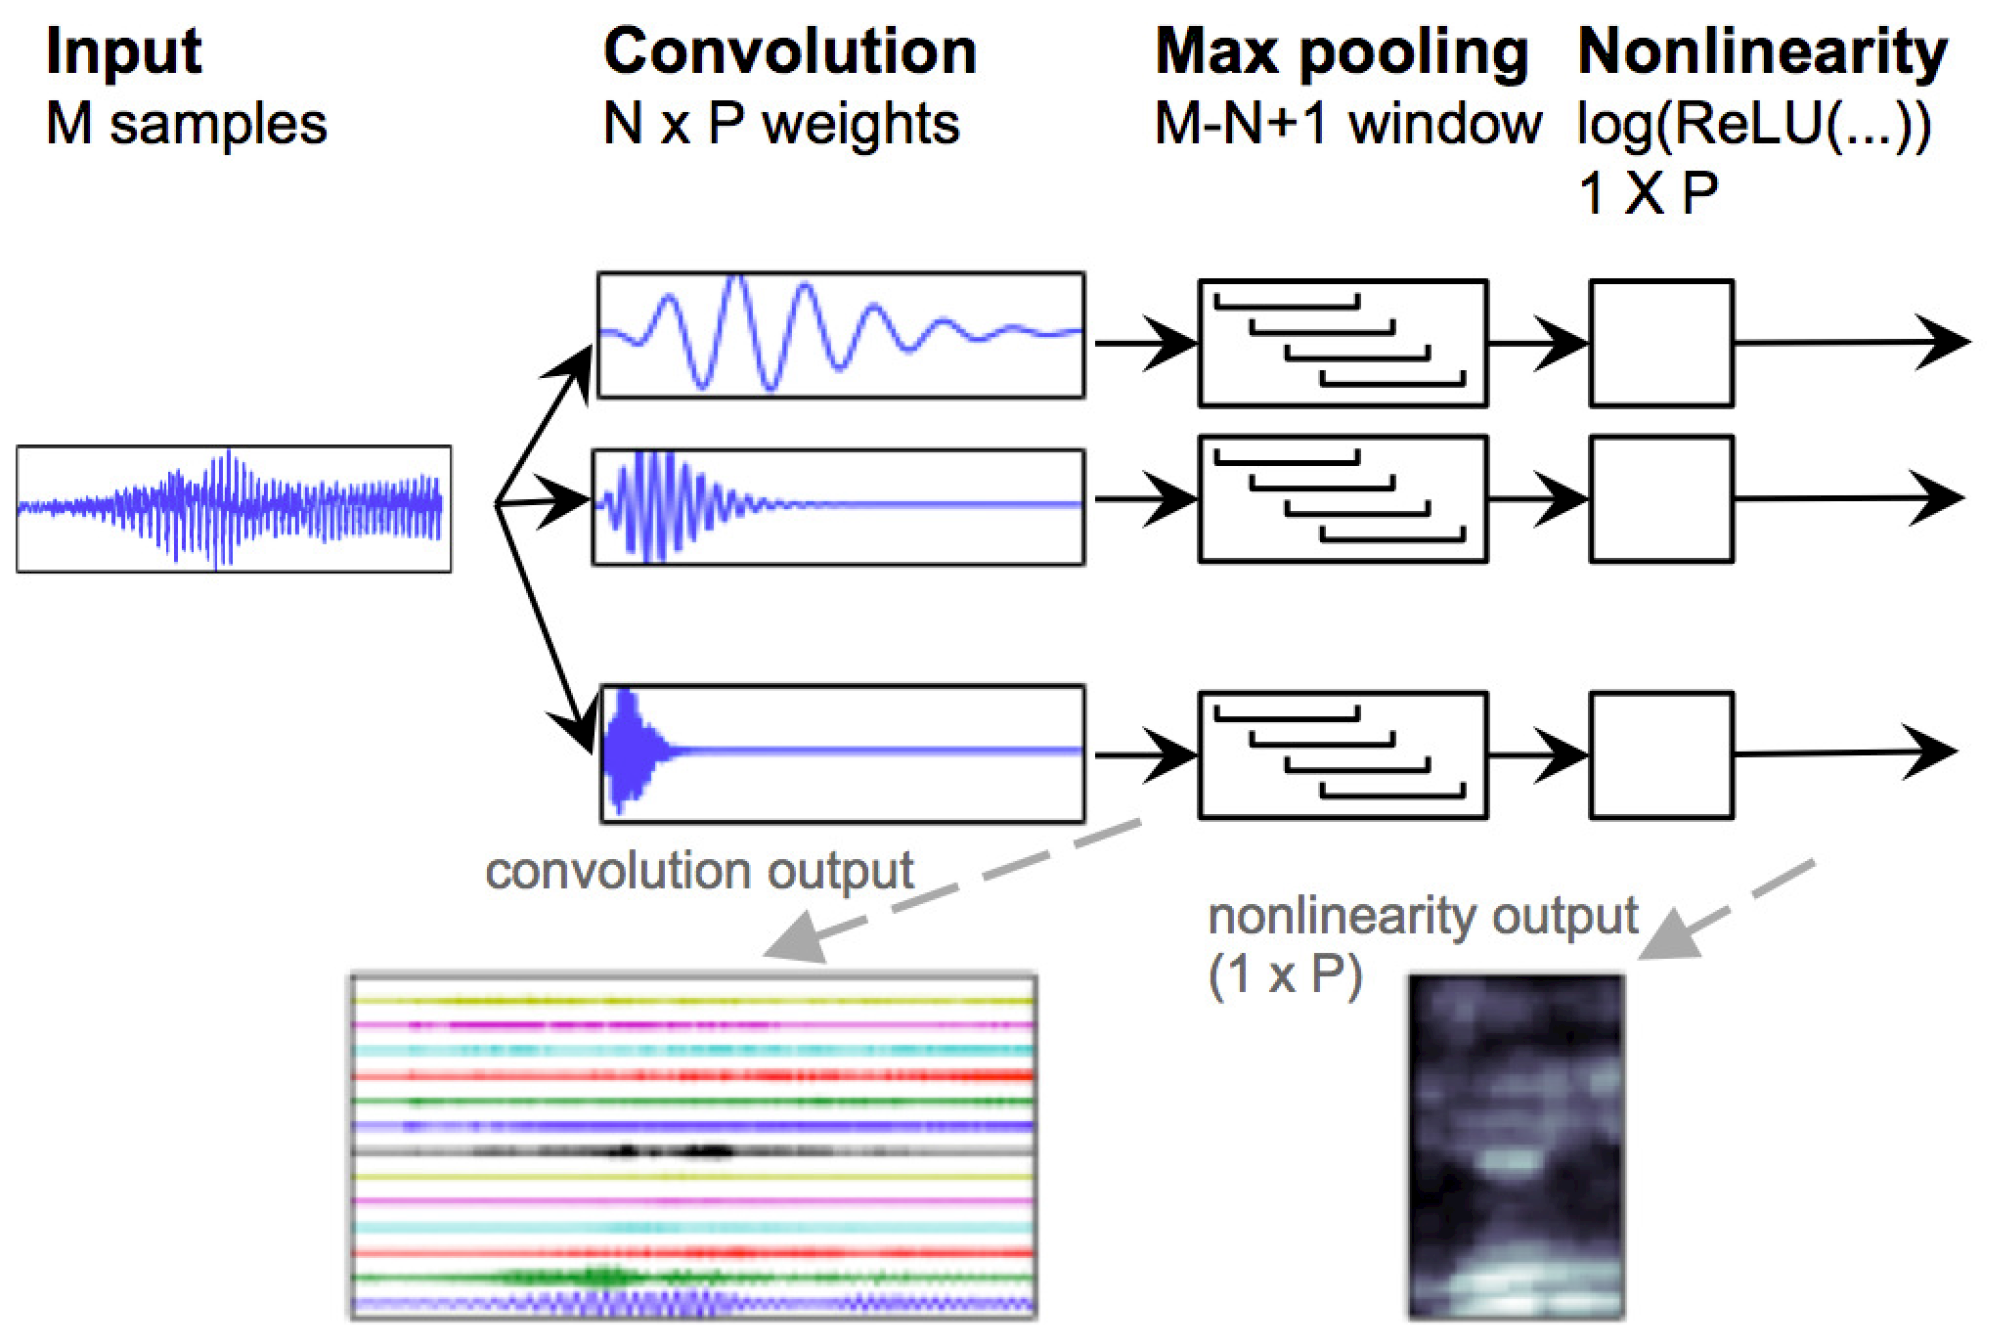 Input
M samples
Convolution
N x P weights
Max pooling
M-N+1 window
Nonlinearity
log(ReLU(...))
1 X P
convolution output
nonlinearity output
(1 x P)